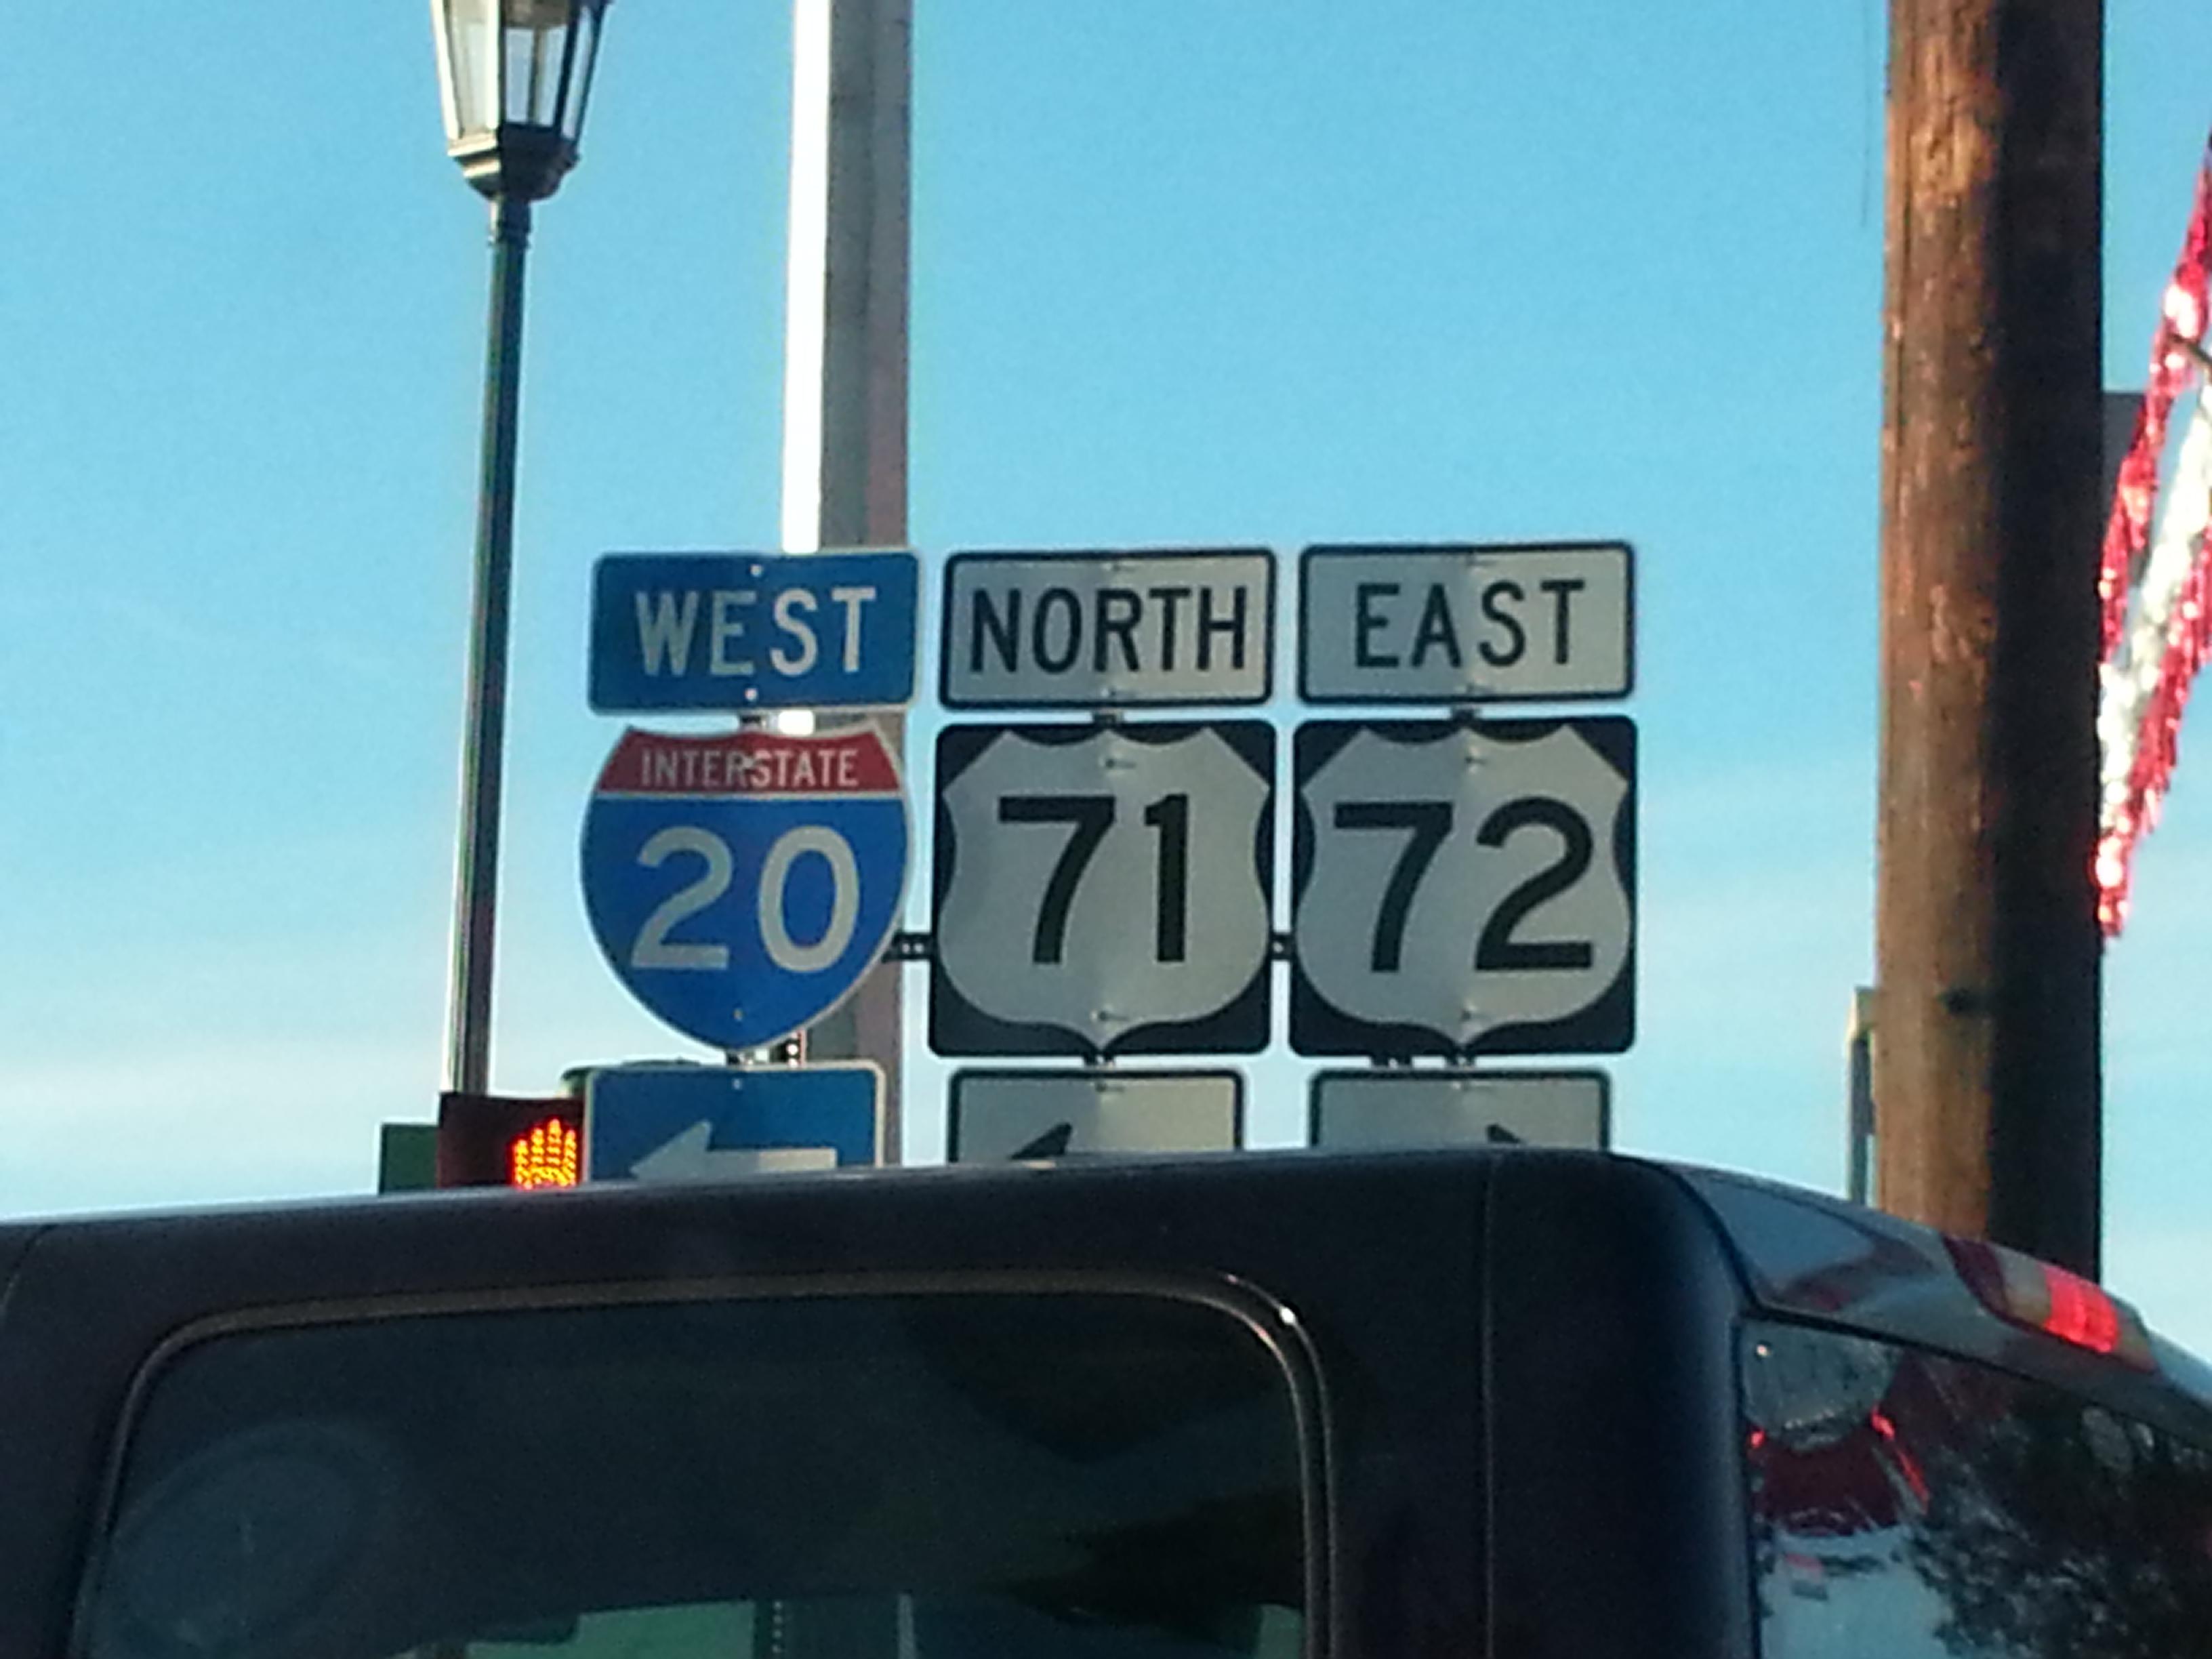 WEST
INTERSTATE
20
NORTH
71
EAST
72